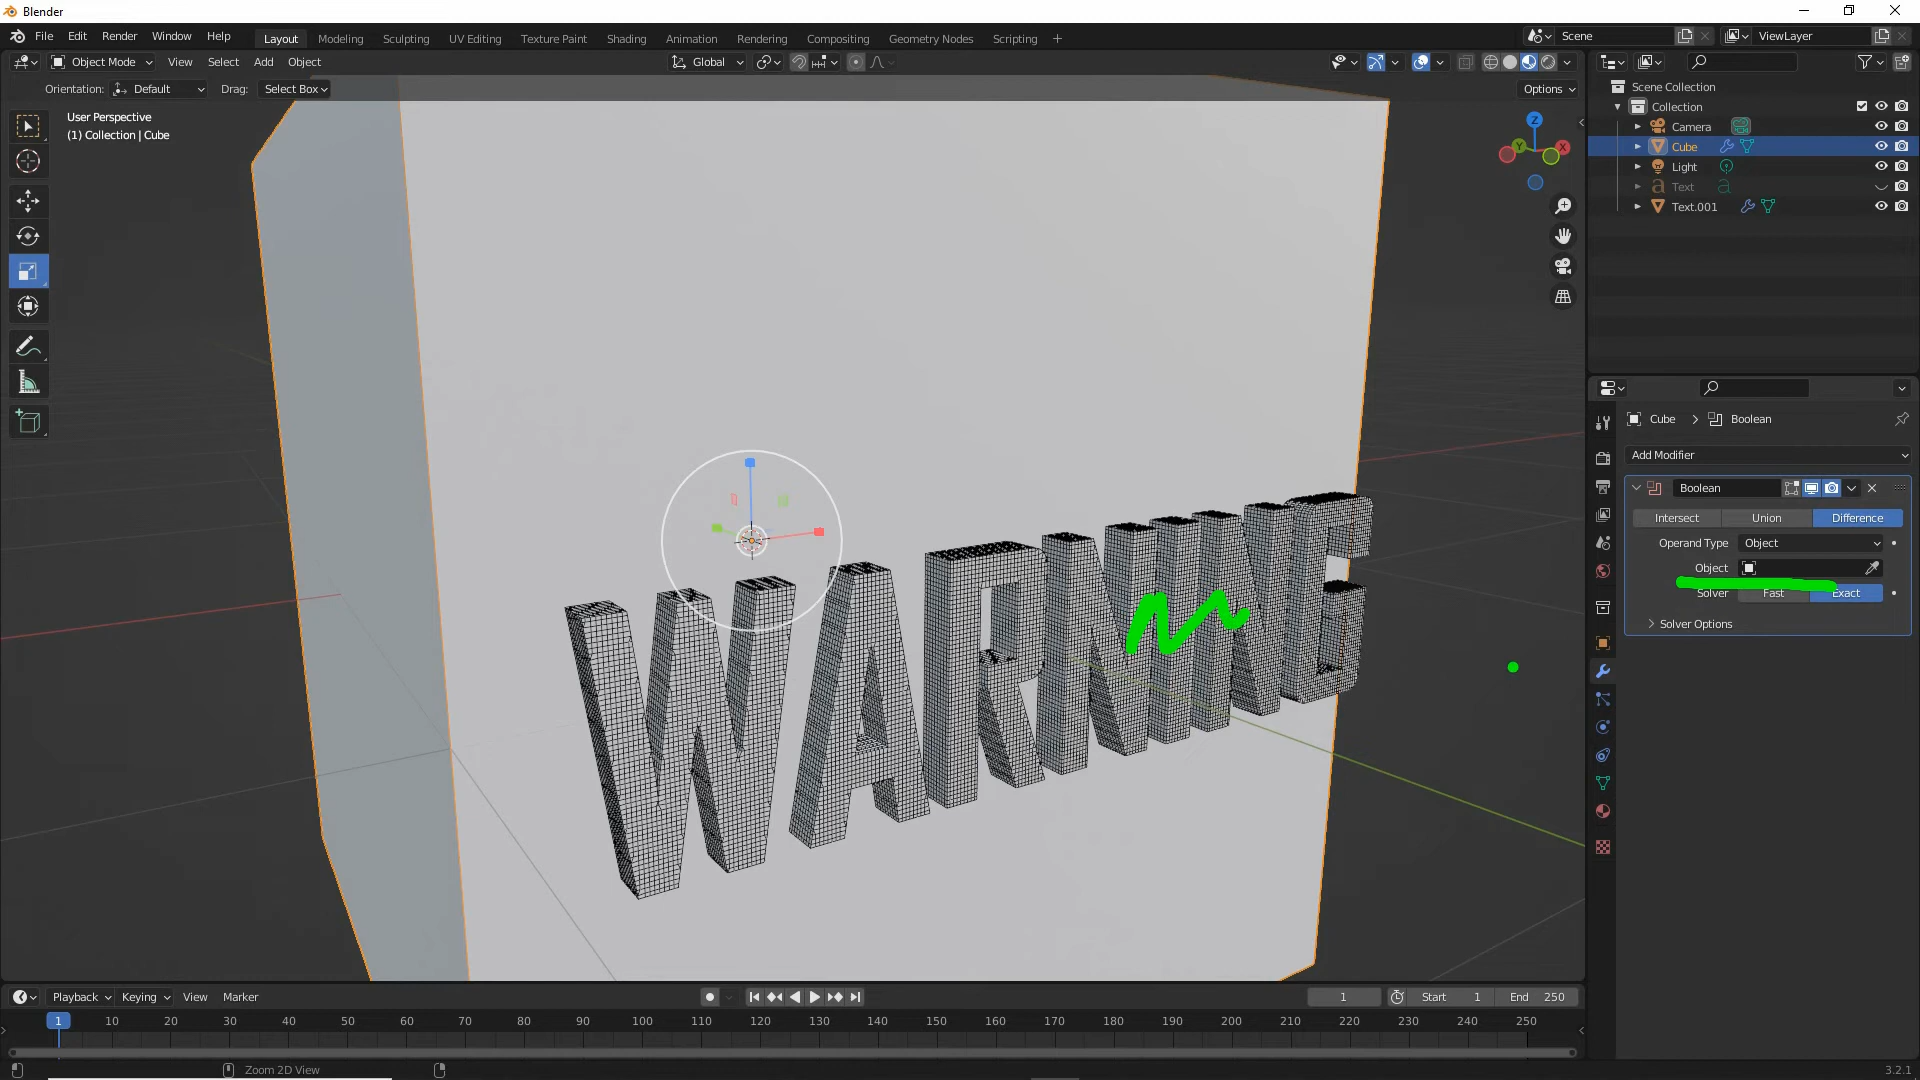 Blender
File Edit Render Window Help Layout Modeling Sculpting UV Editing Texture Paint Shading Animation Rendering Compositing Geometry Nodes Scripting + Scene ViewLayer
Object Mode View Select Add Object Global
Orientation: Default Drag: Select Box Options
User Perspective
(1) Collection | Cube
Z
Y X
WARNING
Scene Collection
Collection
Camera
Cube
Light
Text
Text.001
Cube > Boolean
Add Modifier
Boolean
Intersect Union Difference
Operand Type Object
Object
Solver Fast Exact
Solver Options
Playback Keying View Marker 1 Start 1 End 250
1 10 20 30 40 50 60 70 80 90 100 110 120 130 140 150 160 170 180 190 200 210 220 230 240 250
Zoom 2D View 3.2.1